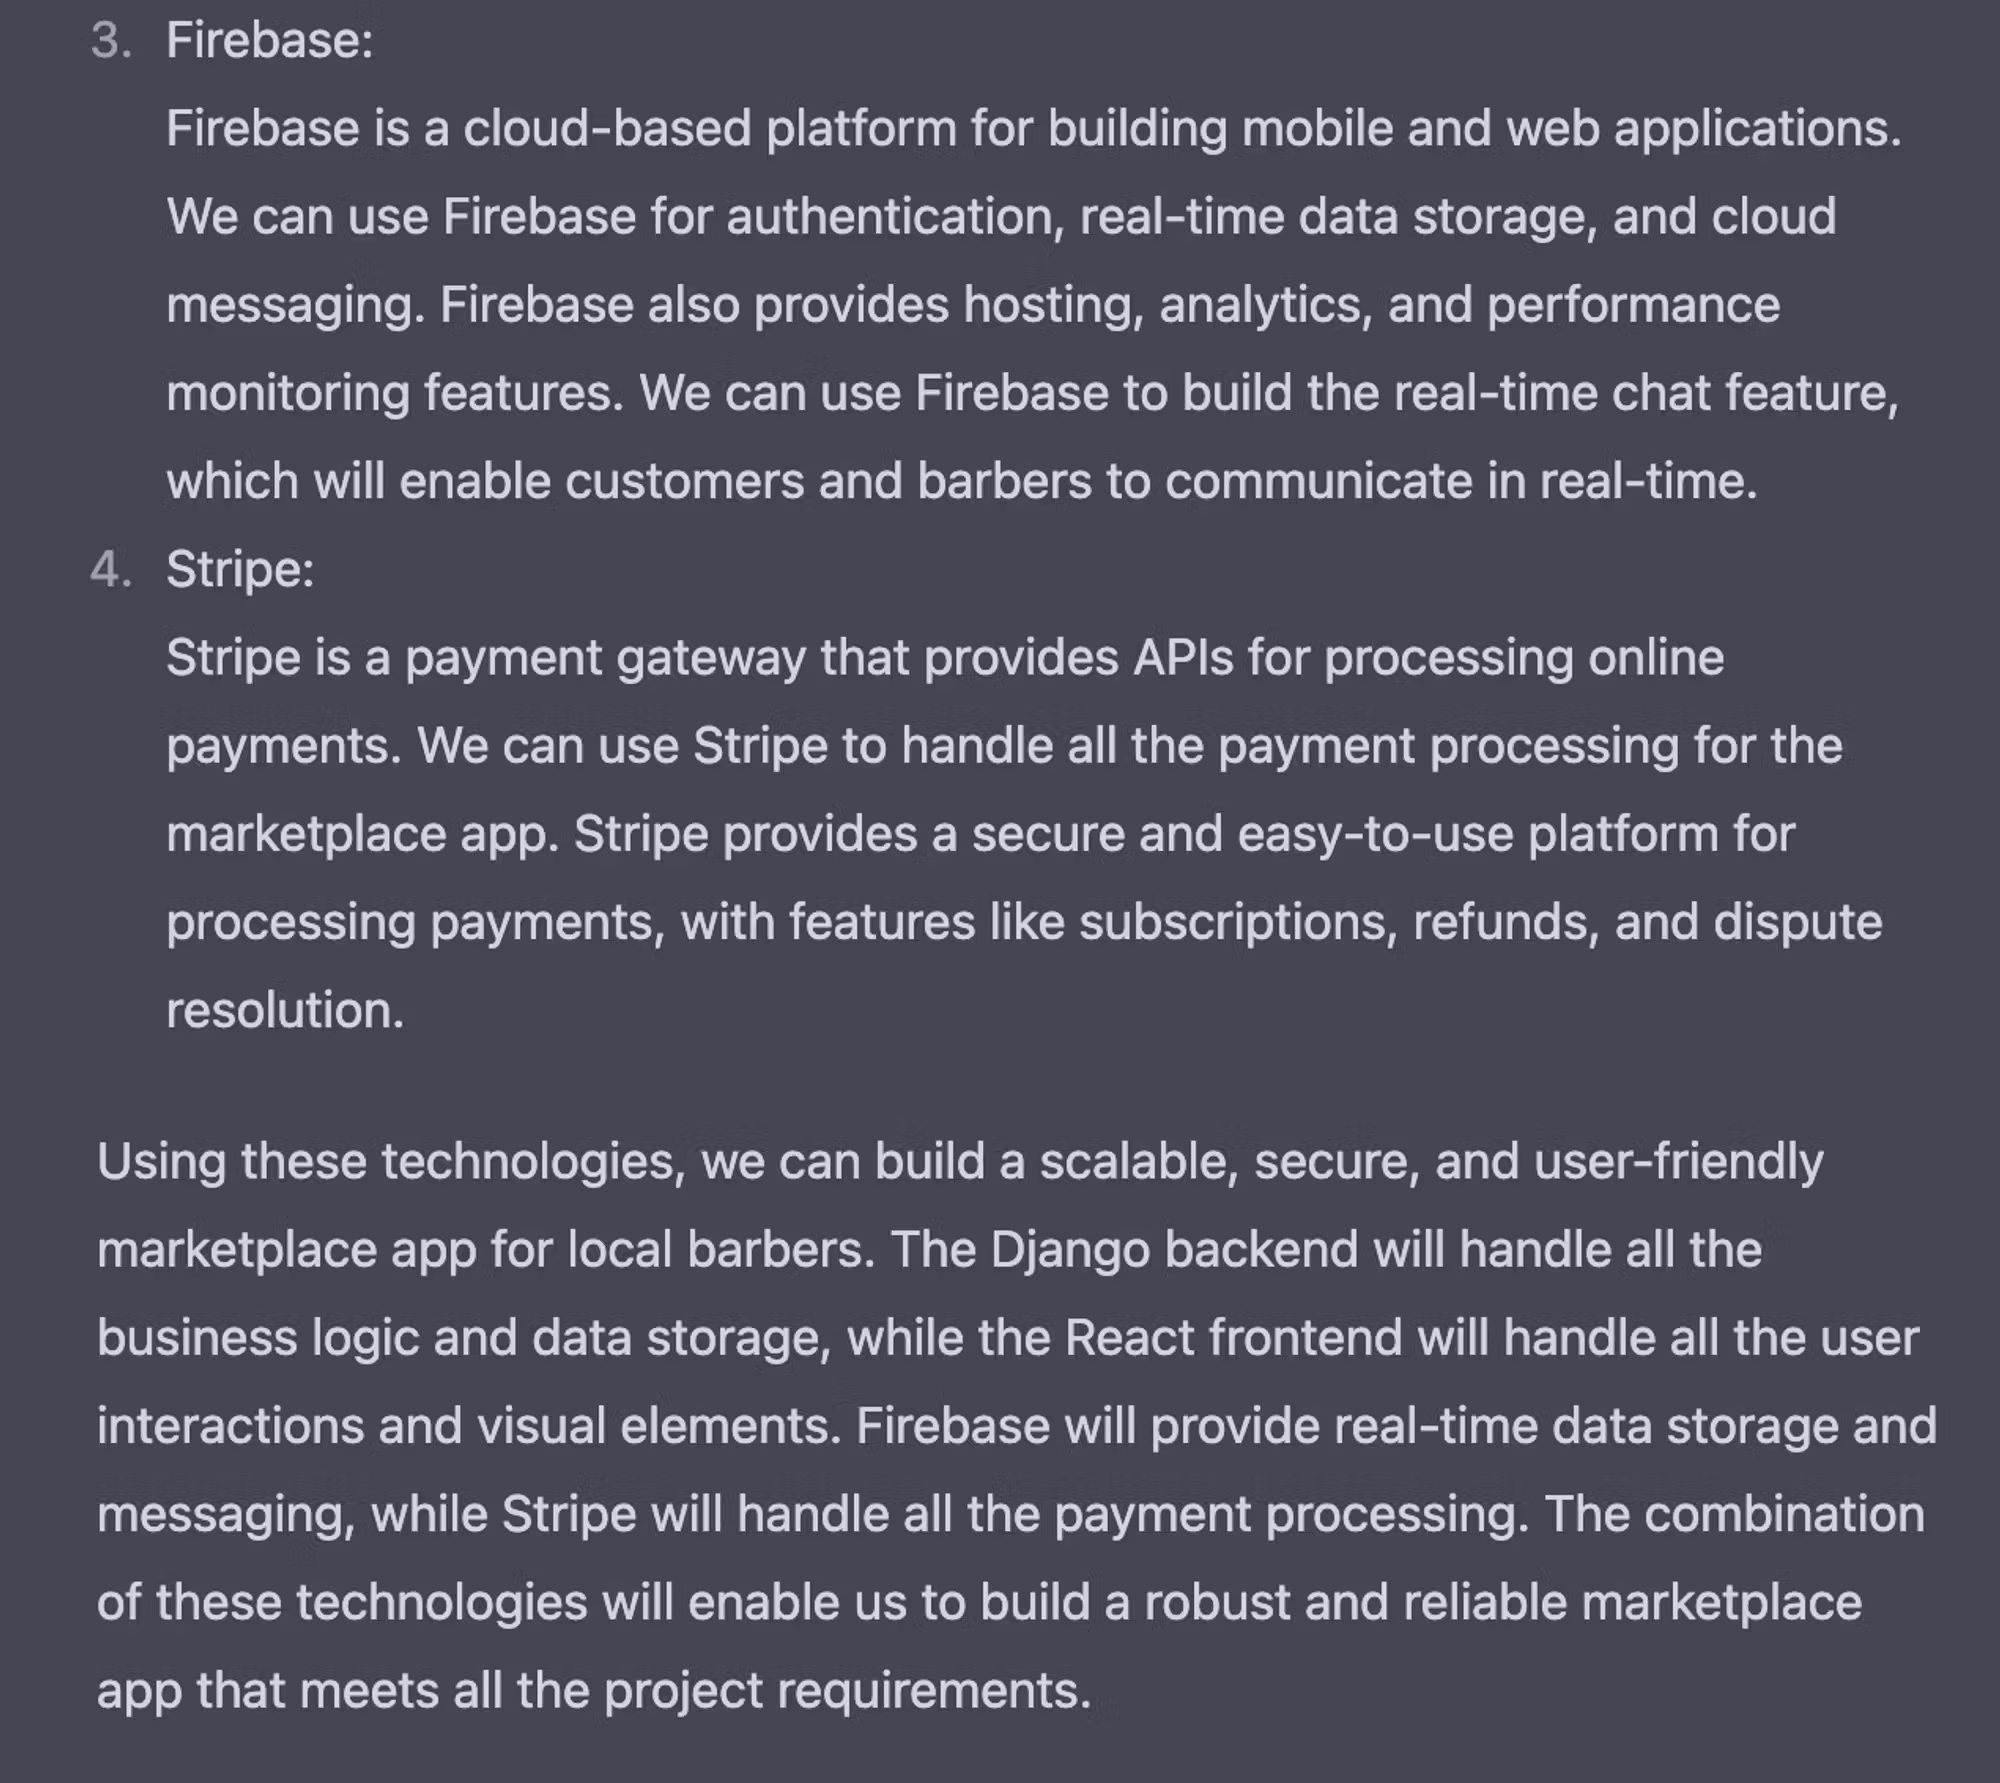 3. Firebase:
Firebase is a cloud-based platform for building mobile and web applications.
We can use Firebase for authentication, real-time data storage, and cloud
messaging. Firebase also provides hosting, analytics, and performance
monitoring features. We can use Firebase to build the real-time chat feature,
which will enable customers and barbers to communicate in real-time.
4. Stripe:
Stripe is a payment gateway that provides APIs for processing online
payments. We can use Stripe to handle all the payment processing for the
marketplace app. Stripe provides a secure and easy-to-use platform for
processing payments, with features like subscriptions, refunds, and dispute
resolution.
Using these technologies, we can build a scalable, secure, and user-friendly
marketplace app for local barbers. The Django backend will handle all the
business logic and data storage, while the React frontend will handle all the user
interactions and visual elements. Firebase will provide real-time data storage and
messaging, while Stripe will handle all the payment processing. The combination
of these technologies will enable us to build a robust and reliable marketplace
app that meets all the project requirements.